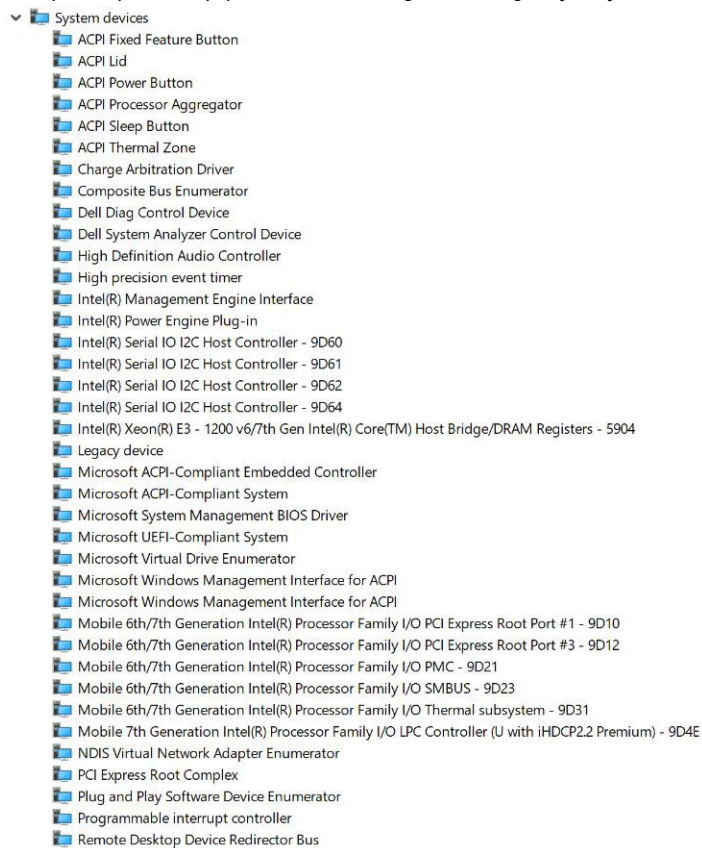 System devices
ACPI Fixed Feature Button
ACPI Lid
ACPI Power Button
ACPI Processor Aggregator
ACPI Sleep Button
ACPI Thermal Zone
Charge Arbitration Driver
Composite Bus Enumerator
Dell Diag Control Device
Dell System Analyzer Control Device
High Definition Audio Controller
High precision event timer
Intel(R) Management Engine Interface
Intel(R) Power Engine Plug-in
Intel(R) Serial IO I2C Host Controller - 9D60
Intel(R) Serial IO I2C Host Controller - 9D61
Intel(R) Serial IO I2C Host Controller - 9D62
Intel(R) Serial IO I2C Host Controller - 9D64
Intel(R) Xeon(R) E3 - 1200 v6/7th Gen Intel(R) Core(TM) Host Bridge/DRAM Registers - 5904
Legacy device
Microsoft ACPI-Compliant Embedded Controller
Microsoft ACPI-Compliant System
Microsoft System Management BIOS Driver
Microsoft UEFI-Compliant System
Microsoft Virtual Drive Enumerator
Microsoft Windows Management Interface for ACPI
Microsoft Windows Management Interface for ACPI
Mobile 6th/7th Generation Intel(R) Processor Family I/O PCI Express Root Port #1 - 9D10
Mobile 6th/7th Generation Intel(R) Processor Family I/O PCI Express Root Port #3 - 9D12
Mobile 6th/7th Generation Intel(R) Processor Family I/O PMC - 9D21
Mobile 6th/7th Generation Intel(R) Processor Family I/O SMBUS - 9D23
Mobile 6th/7th Generation Intel(R) Processor Family I/O Thermal subsystem - 9D31
Mobile 7th Generation Intel(R) Processor Family I/O LPC Controller (U with iHDCP2.2 Premium) - 9D4E
NDIS Virtual Network Adapter Enumerator
PCI Express Root Complex
Plug and Play Software Device Enumerator
Programmable interrupt controller
Remote Desktop Device Redirector Bus